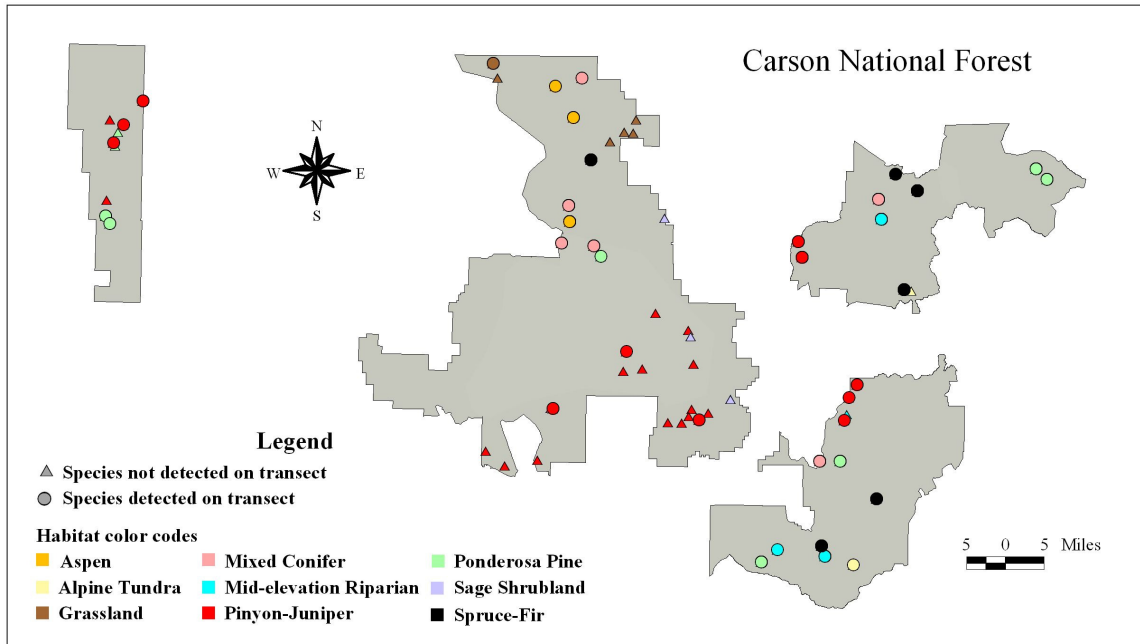 Carson National Forest
N
W E
S
Legend
Species not detected on transect
Species detected on transect
Habitat color codes
Aspen Mixed Conifer Ponderosa Pine
Alpine Tundra Mid-elevation Riparian Sage Shrubland
Grassland Pinyon-Juniper Spruce-Fir
5 0 5 Miles